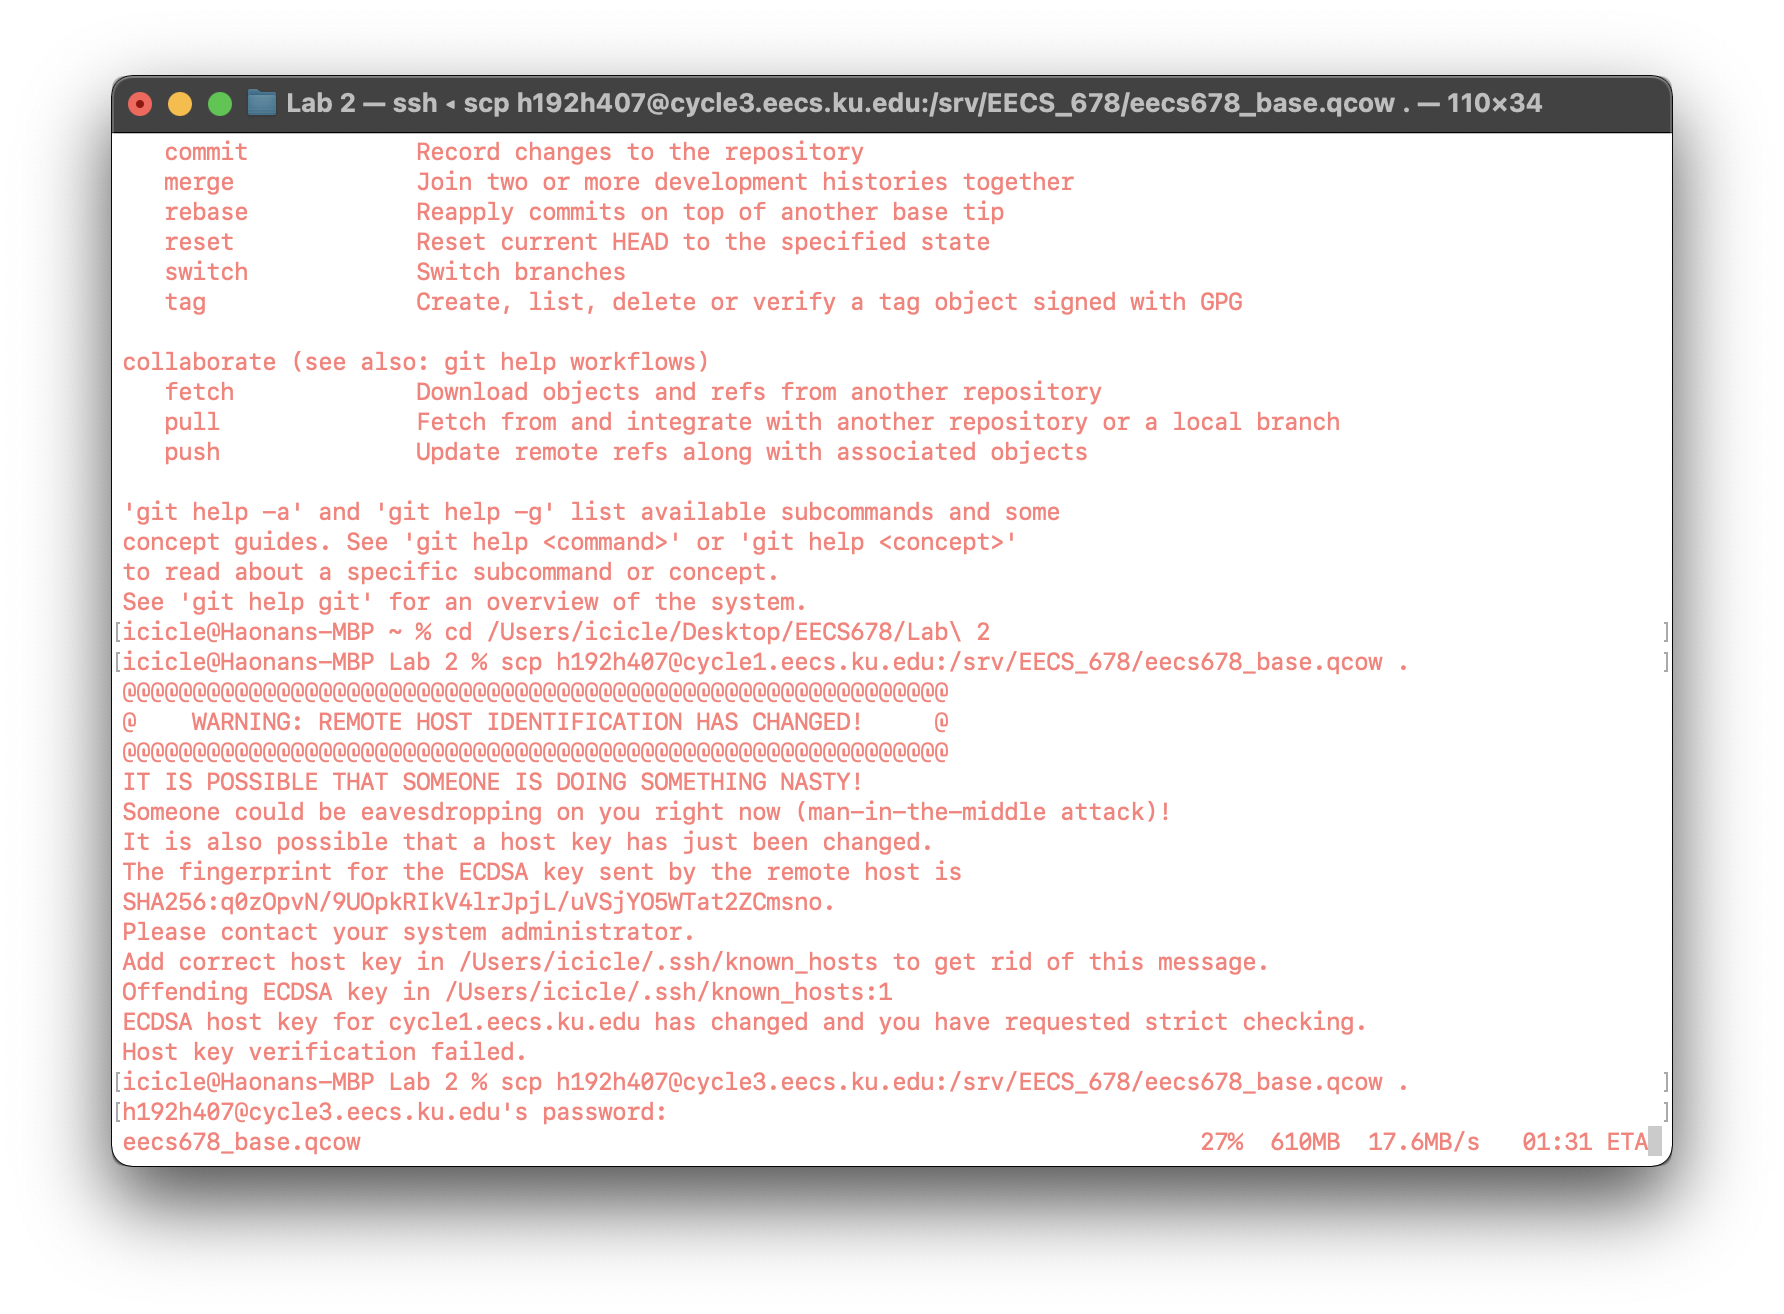 Lab 2 — ssh ◂ scp h192h407@cycle3.eecs.ku.edu:/srv/EECS_678/eecs678_base.qcow . — 110×34
   commit            Record changes to the repository
   merge             Join two or more development histories together
   rebase            Reapply commits on top of another base tip
   reset             Reset current HEAD to the specified state
   switch            Switch branches
   tag               Create, list, delete or verify a tag object signed with GPG

collaborate (see also: git help workflows)
   fetch             Download objects and refs from another repository
   pull              Fetch from and integrate with another repository or a local branch
   push              Update remote refs along with associated objects

'git help -a' and 'git help -g' list available subcommands and some
concept guides. See 'git help <command>' or 'git help <concept>'
to read about a specific subcommand or concept.
See 'git help git' for an overview of the system.
[icicle@Haonans-MBP ~ % cd /Users/icicle/Desktop/EECS678/Lab\ 2 ]
[icicle@Haonans-MBP Lab 2 % scp h192h407@cycle1.eecs.ku.edu:/srv/EECS_678/eecs678_base.qcow . ]
@@@@@@@@@@@@@@@@@@@@@@@@@@@@@@@@@@@@@@@@@@@@@@@@@@@@@@@@@@@
@    WARNING: REMOTE HOST IDENTIFICATION HAS CHANGED!     @
@@@@@@@@@@@@@@@@@@@@@@@@@@@@@@@@@@@@@@@@@@@@@@@@@@@@@@@@@@@
IT IS POSSIBLE THAT SOMEONE IS DOING SOMETHING NASTY!
Someone could be eavesdropping on you right now (man-in-the-middle attack)!
It is also possible that a host key has just been changed.
The fingerprint for the ECDSA key sent by the remote host is
SHA256:q0zOpvN/9UOpkRIkV4lrJpjL/uVSjYO5WTat2ZCmsno.
Please contact your system administrator.
Add correct host key in /Users/icicle/.ssh/known_hosts to get rid of this message.
Offending ECDSA key in /Users/icicle/.ssh/known_hosts:1
ECDSA host key for cycle1.eecs.ku.edu has changed and you have requested strict checking.
Host key verification failed.
[icicle@Haonans-MBP Lab 2 % scp h192h407@cycle3.eecs.ku.edu:/srv/EECS_678/eecs678_base.qcow . ]
[h192h407@cycle3.eecs.ku.edu's password: ]
eecs678_base.qcow                                                            27%  610MB  17.6MB/s   01:31 ETA